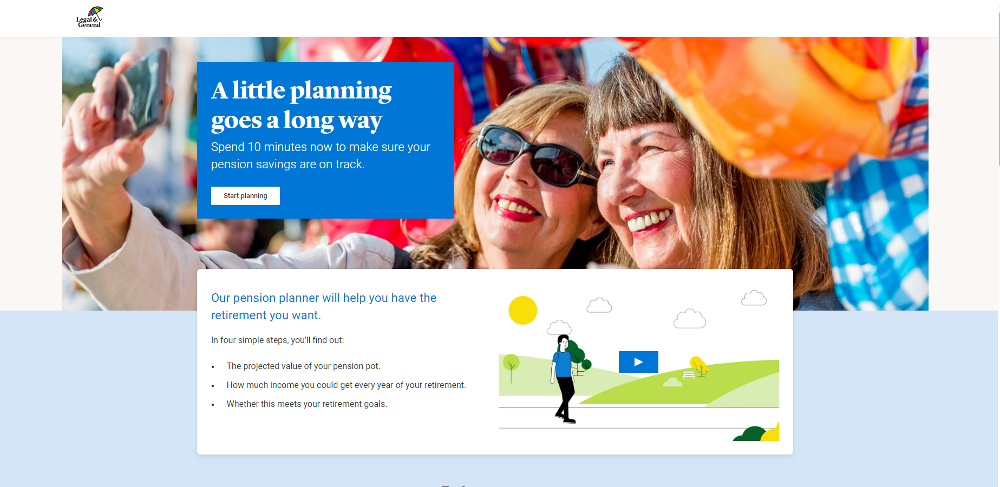 Legal &
General
A little planning
goes a long way
Spend 10 minutes now to make sure your
pension savings are on track.
Start planning
Our pension planner will help you have the
retirement you want.
In four simple steps, you'll find out:
• The projected value of your pension pot.
• How much income you could get every year of your retirement.
• Whether this meets your retirement goals.